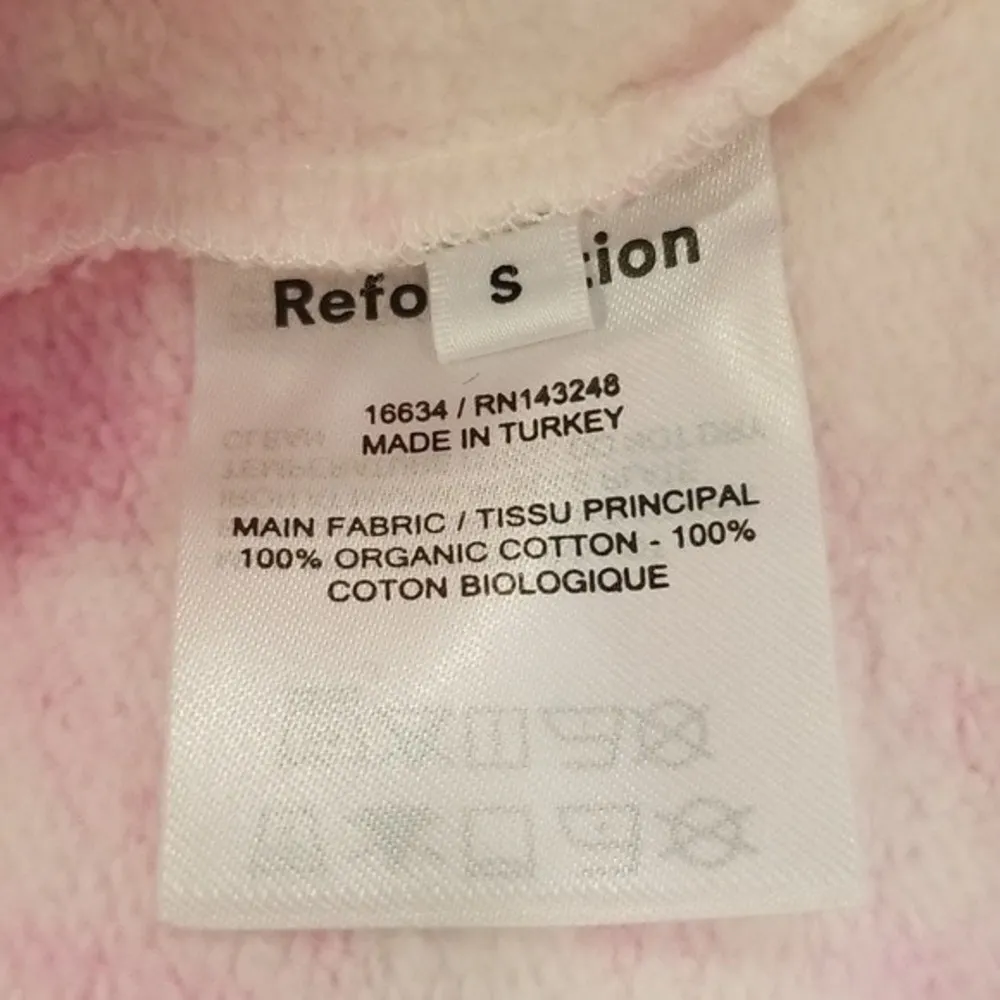 Refo S tion
16634 / RN143248
MADE IN TURKEY
MAIN FABRIC / TISSU PRINCIPAL
100% ORGANIC COTTON - 100%
COTON BIOLOGIQUE